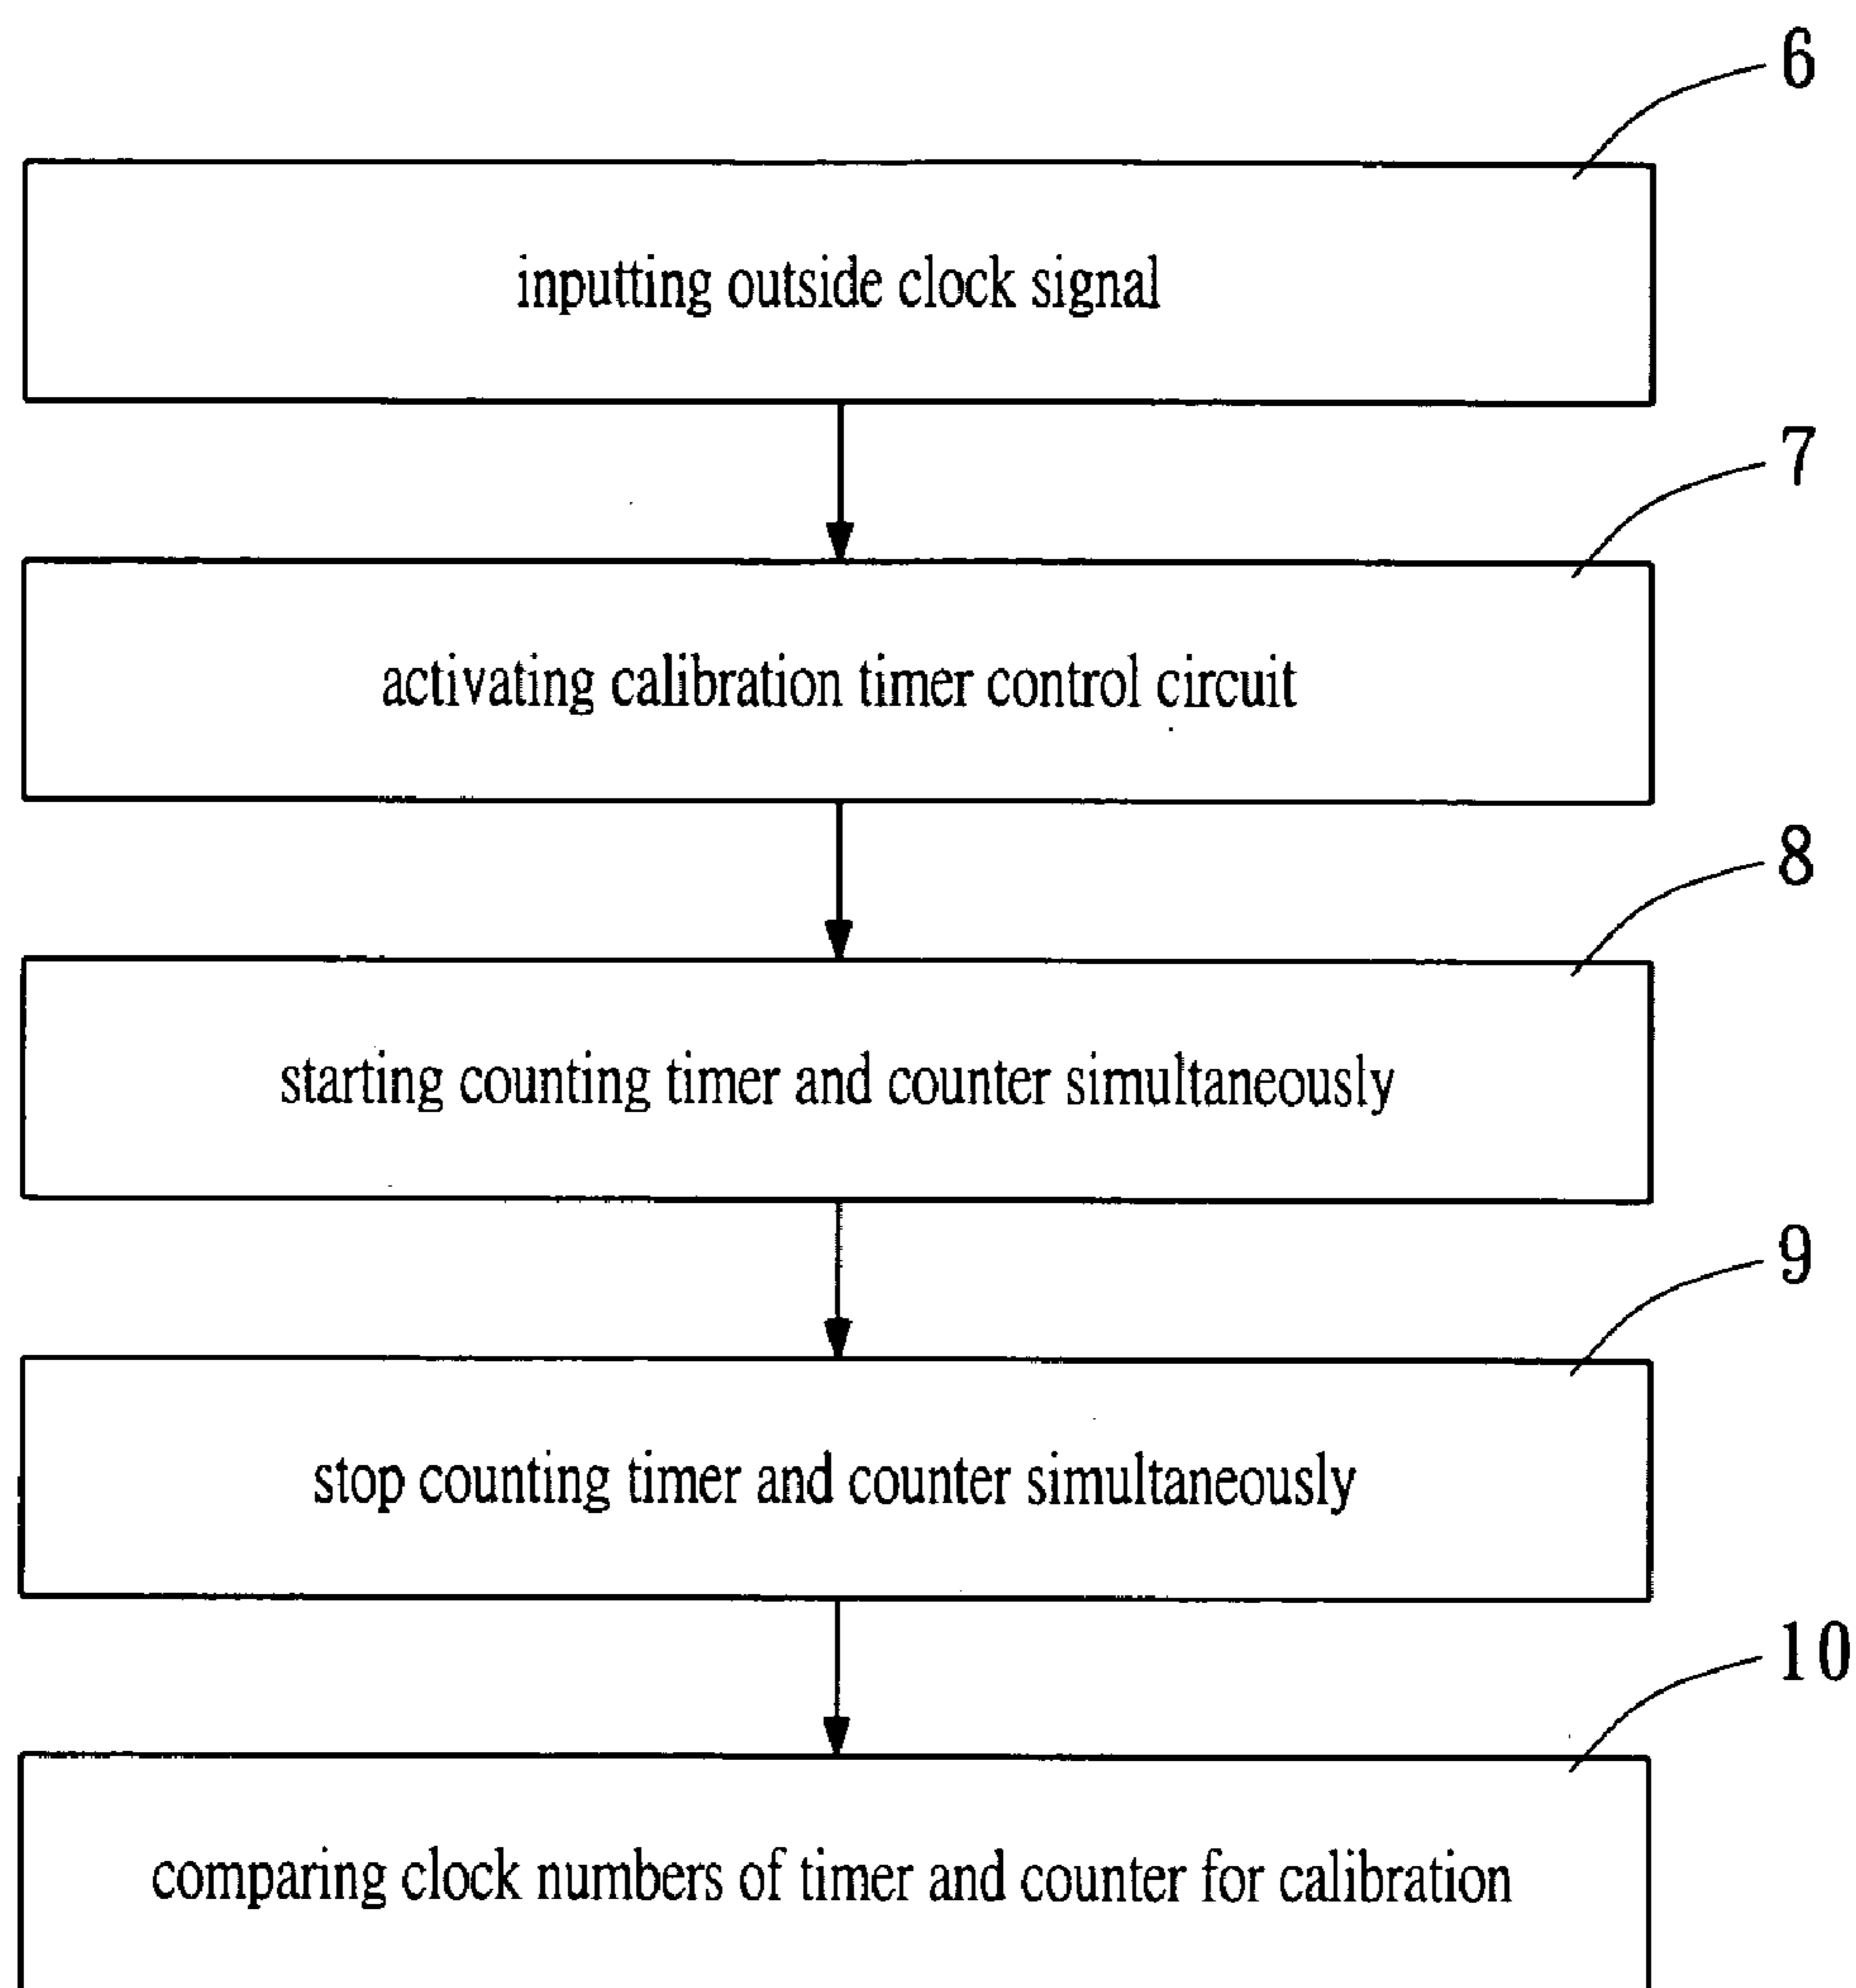 6
inputting outside clock signal
7
activating calibration timer control circuit
8
starting counting timer and counter simultaneously
9
stop counting timer and counter simultaneously
10
comparing clock numbers of timer and counter for calibration